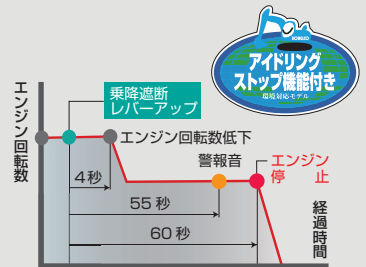 KOBELCO
アイドリング
ストップ機能付き
環境対応モデル
エンジン回転数
乗降遮断
レバーアップ
エンジン回転数低下
警報音
エンジン
停止
4秒
55秒
60秒
経過時間